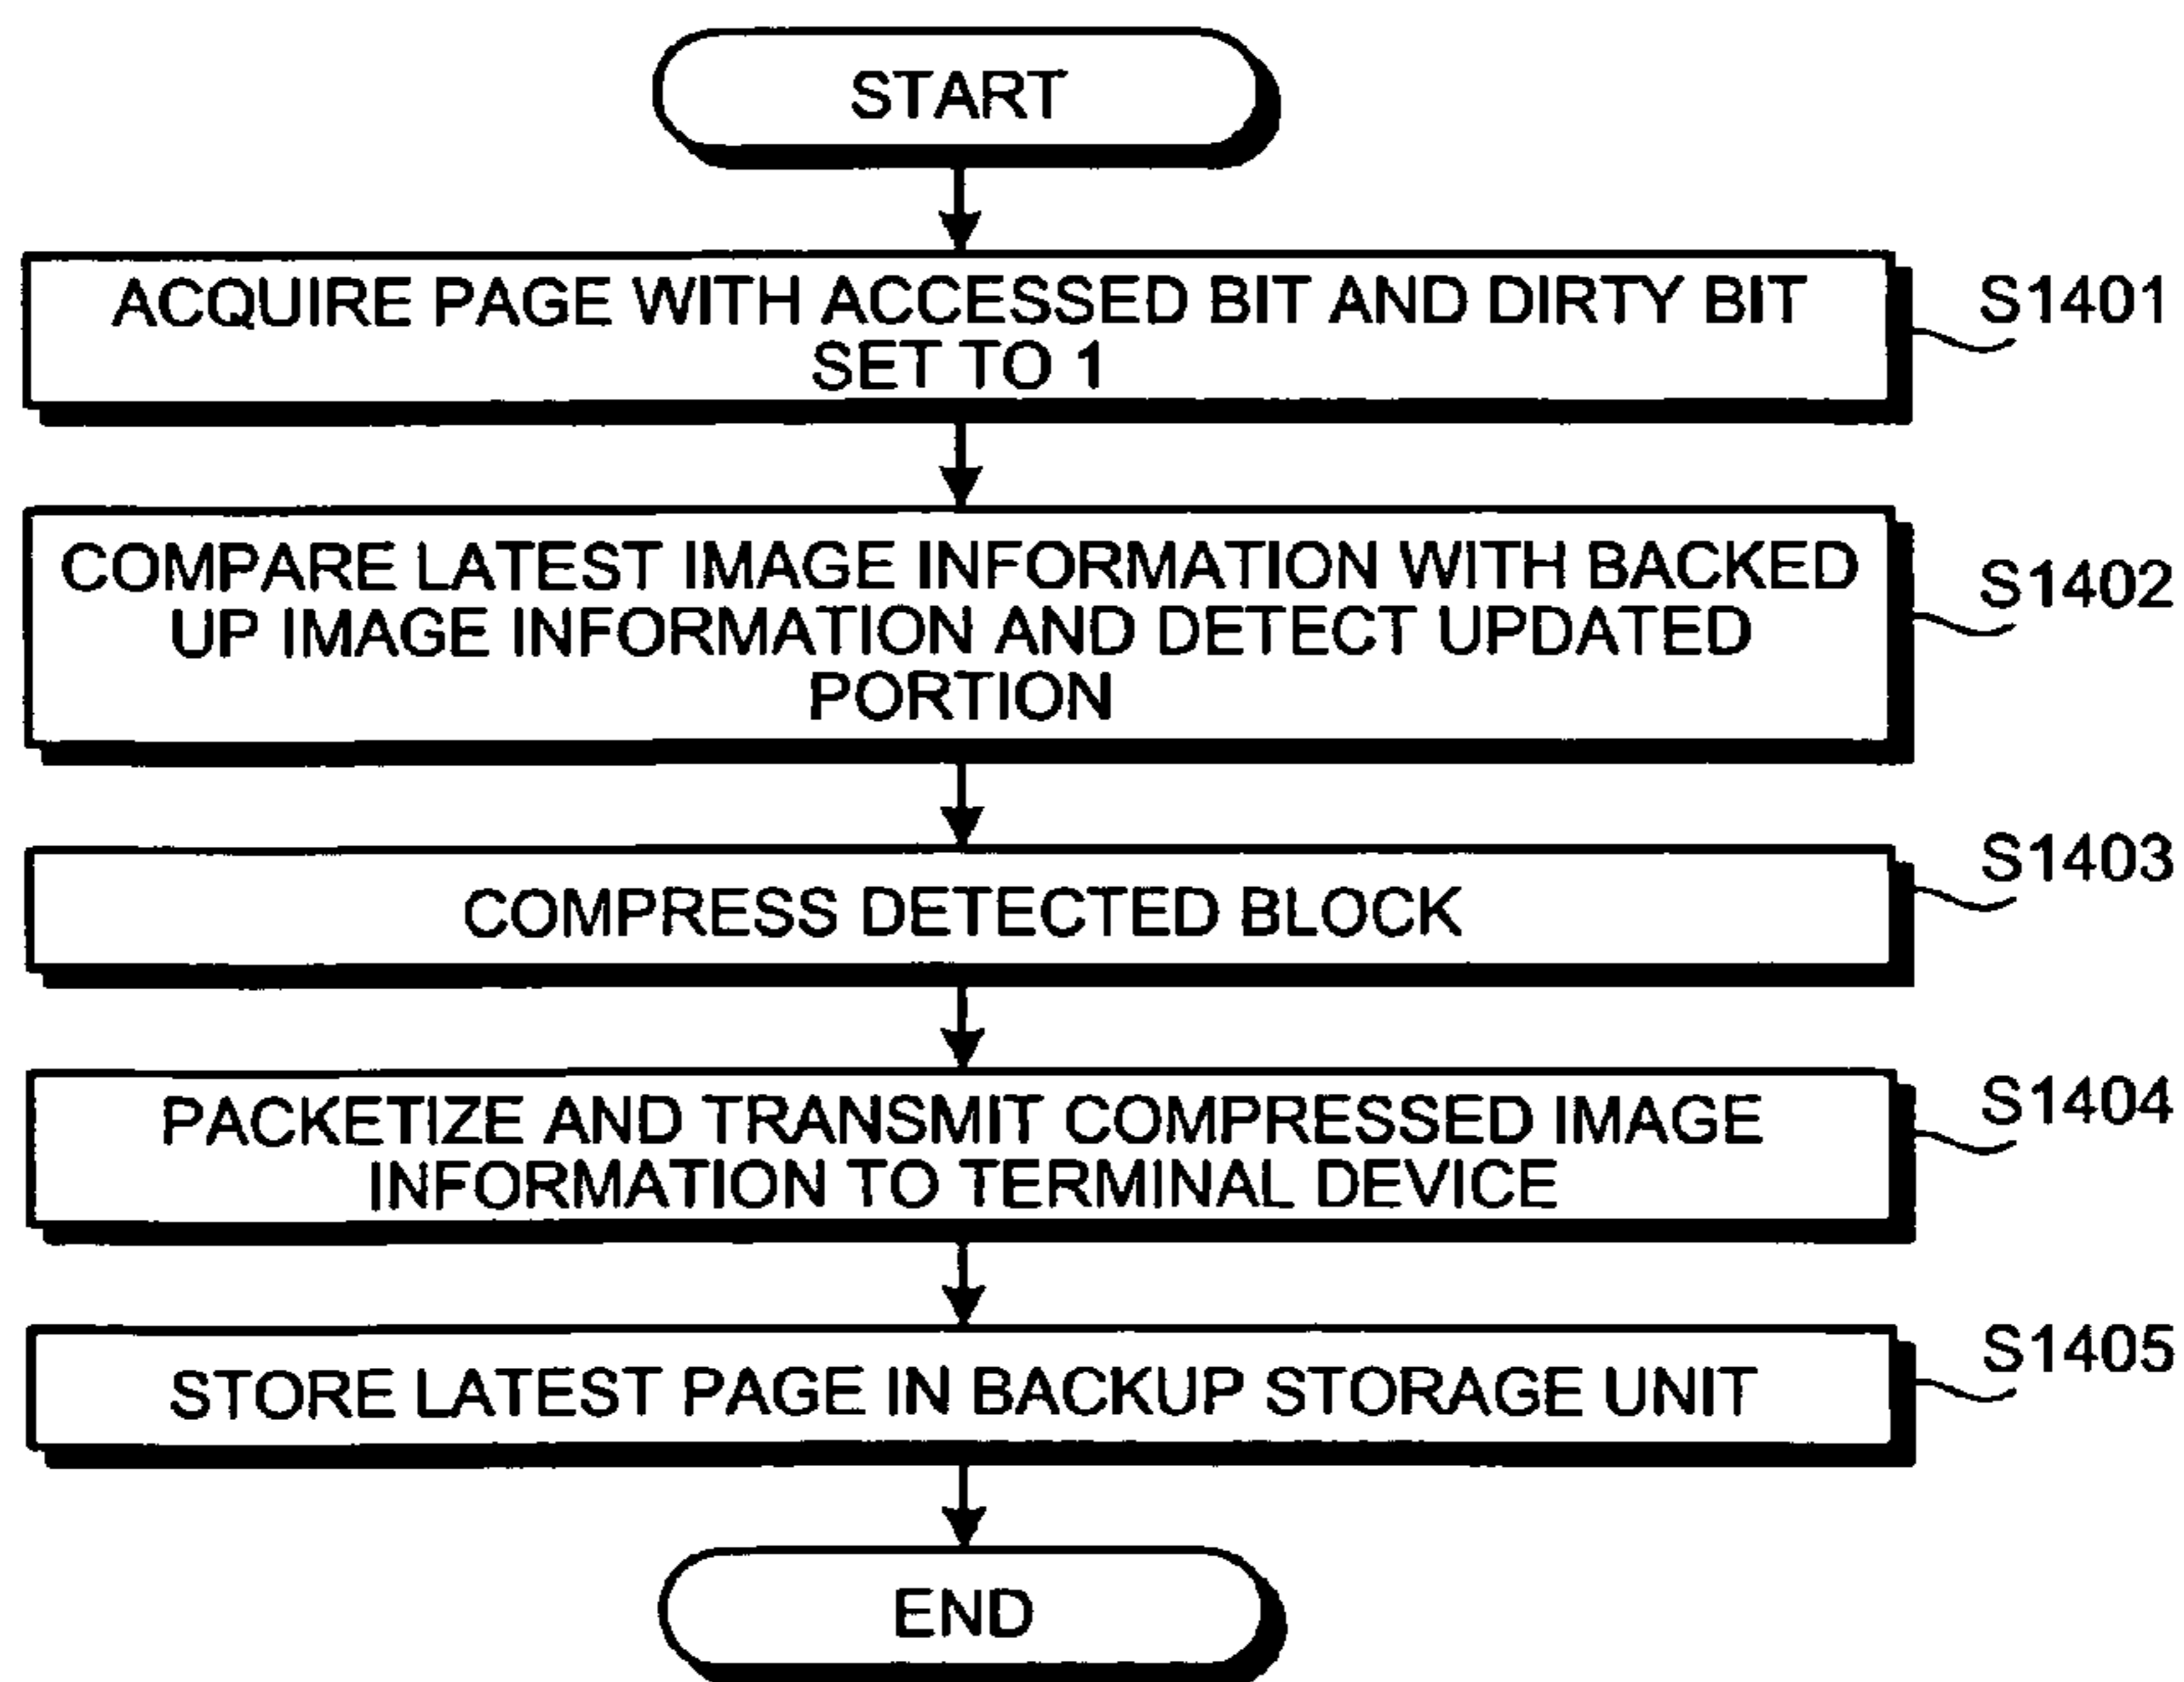 START
ACQUIRE PAGE WITH ACCESSED BIT AND DIRTY BIT
SET TO 1
S1401
COMPARE LATEST IMAGE INFORMATION WITH BACKED
UP IMAGE INFORMATION AND DETECT UPDATED
PORTION
S1402
COMPRESS DETECTED BLOCK
S1403
PACKETIZE AND TRANSMIT COMPRESSED IMAGE
INFORMATION TO TERMINAL DEVICE
S1404
STORE LATEST PAGE IN BACKUP STORAGE UNIT
S1405
END